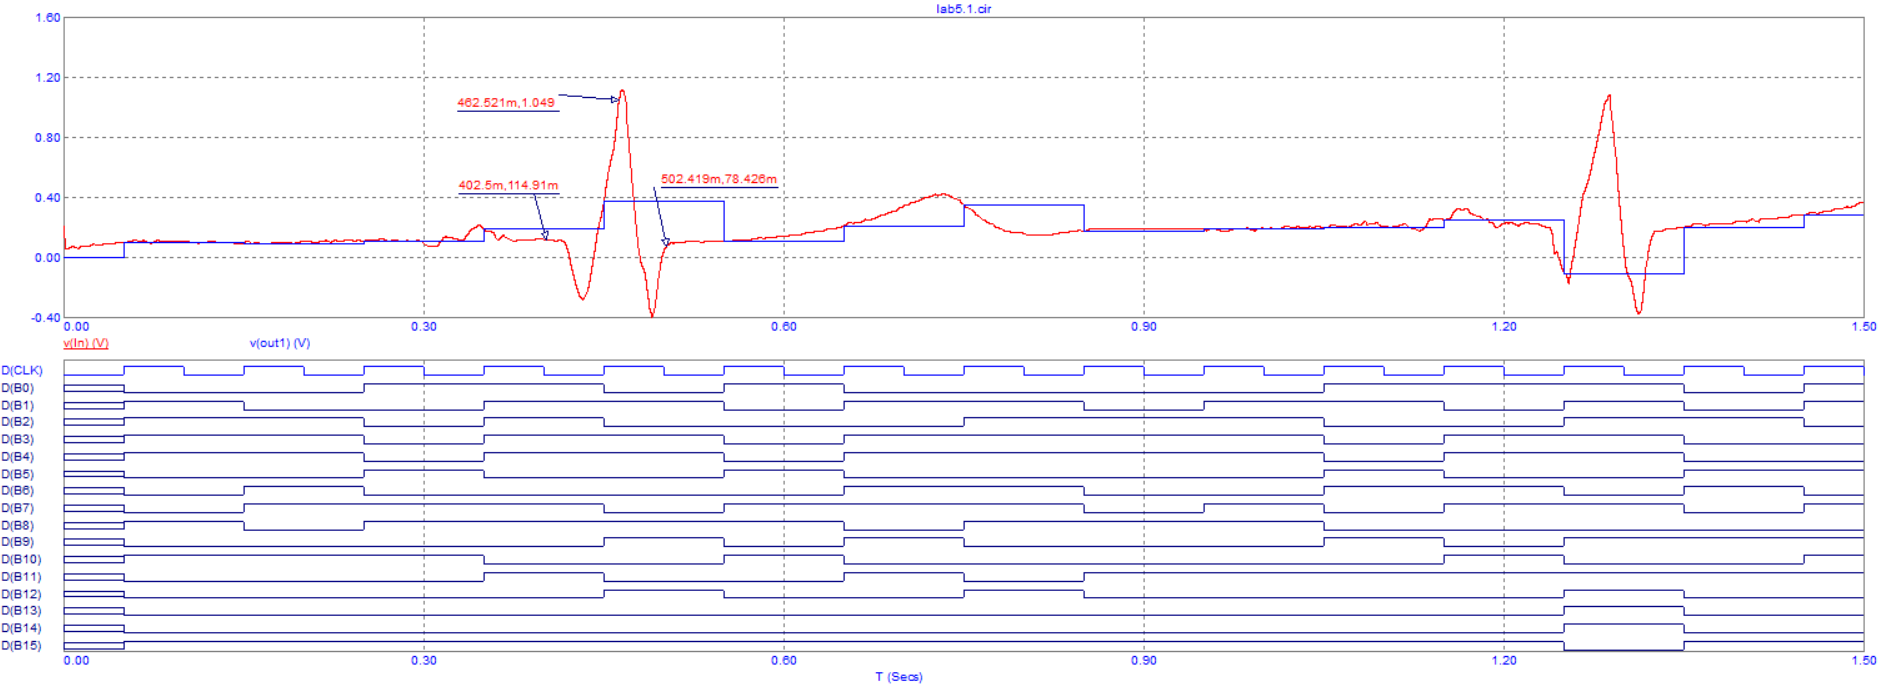 lab5.1.cir
1.60
1.20
462.521m,1.049
0.80
402.5m,114.91m
502.419m,78.426m
0.40
0.00
-0.40
0.00 0.30 0.60 0.90 1.20 1.50
v(In) (V) v(out1) (V)
D(CLK)
D(B0)
D(B1)
D(B2)
D(B3)
D(B4)
D(B5)
D(B6)
D(B7)
D(B8)
D(B9)
D(B10)
D(B11)
D(B12)
D(B13)
D(B14)
D(B15)
0.00 0.30 0.60 0.90 1.20 1.50
T (Secs)